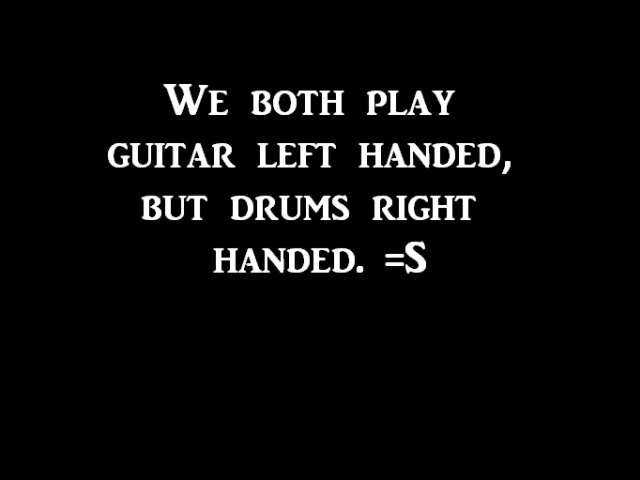 We both play
guitar left handed,
but drums right
handed. =S